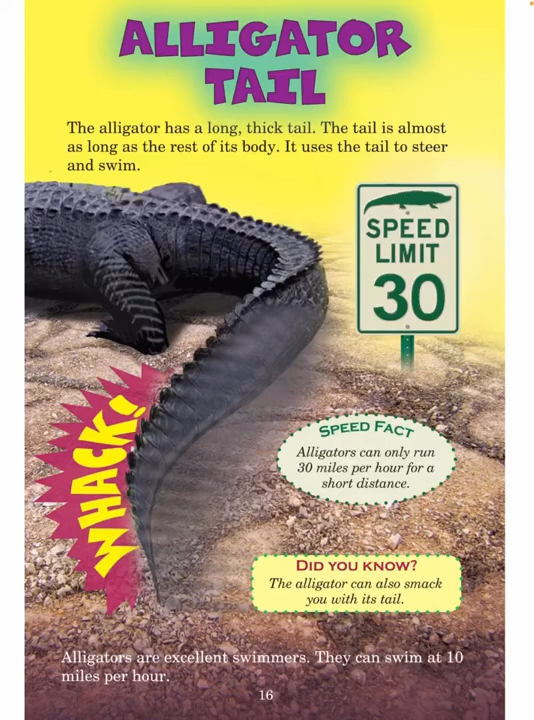 ALLIGATOR
TAIL
The alligator has a long, thick tail. The tail is almost
as long as the rest of its body. It uses the tail to steer
and swim.
SPEED
LIMIT
30
WHACK!
SPEED FACT
Alligators can only run
30 miles per hour for a
short distance.
DID YOU KNOW?
The alligator can also smack
you with its tail.
Alligators are excellent swimmers. They can swim at 10
miles per hour.
16